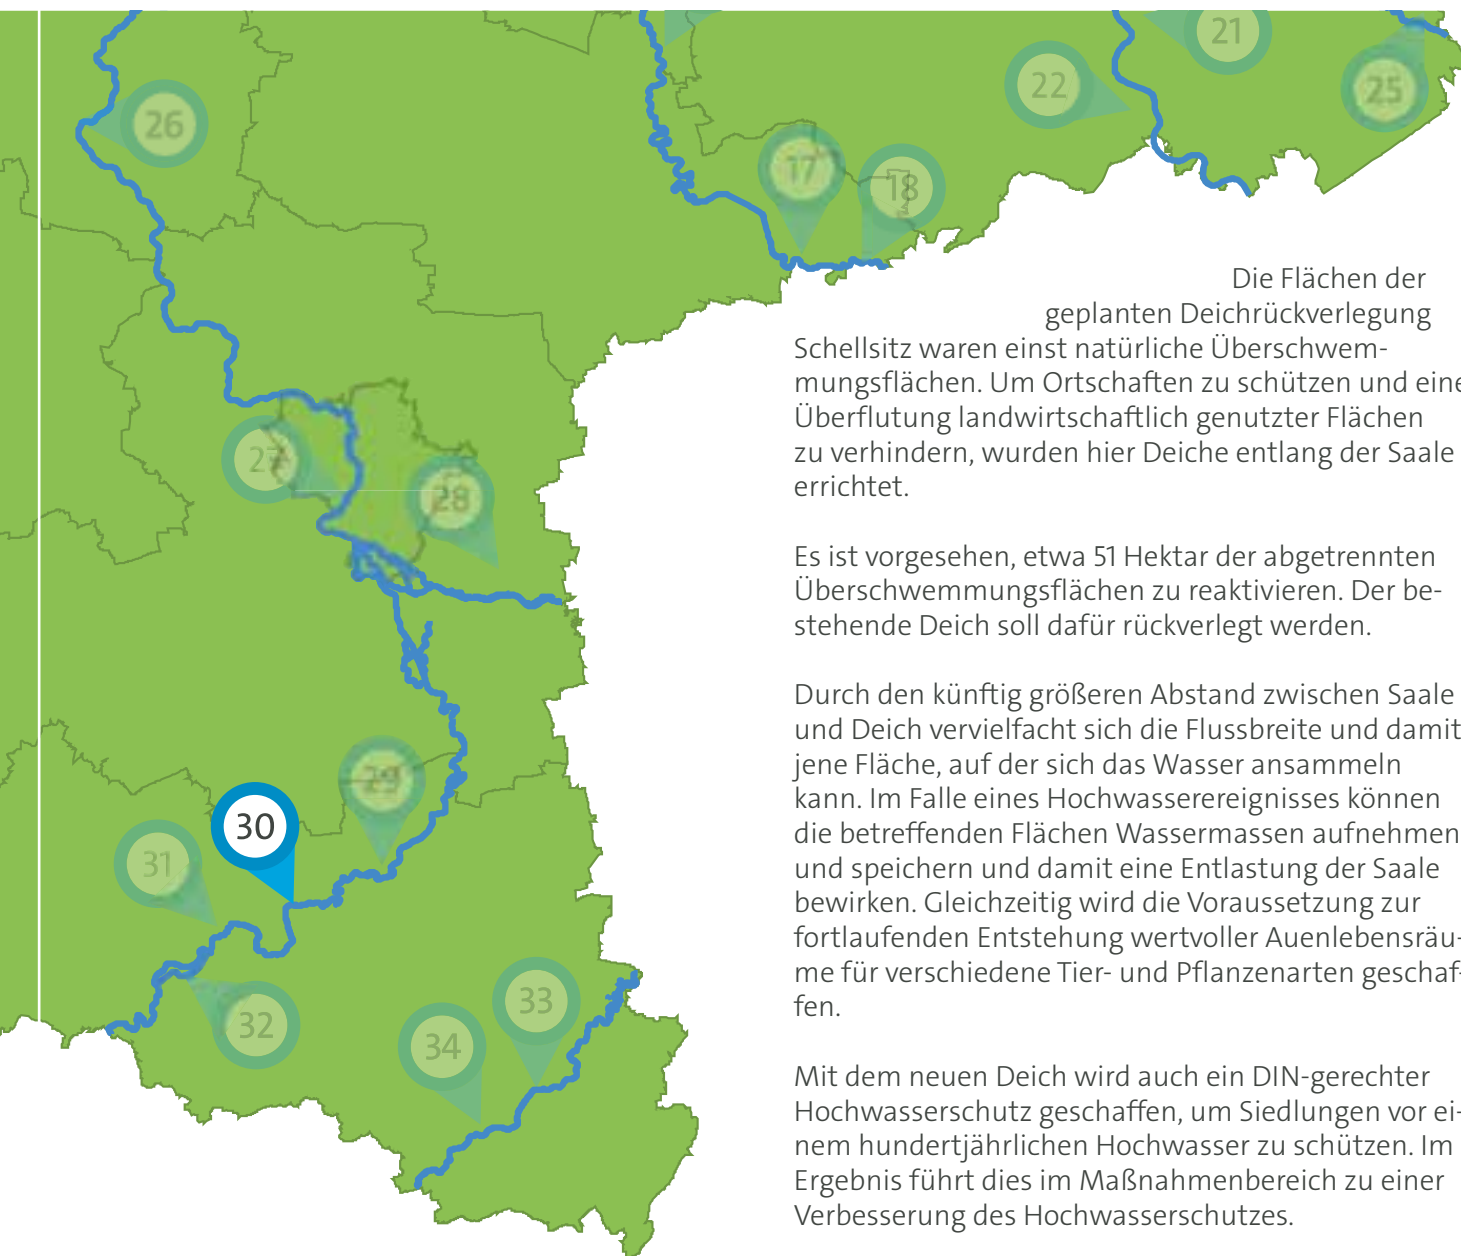 21
22
25
26
17
18
27
28
29
30
31
32
33
34
Die Flächen der
geplanten Deichrückverlegung
Schellsitz waren einst natürliche Überschwem-
mungsflächen. Um Ortschaften zu schützen und eine
Überflutung landwirtschaftlich genutzter Flächen
zu verhindern, wurden hier Deiche entlang der Saale
errichtet.
Es ist vorgesehen, etwa 51 Hektar der abgetrennten
Überschwemmungsflächen zu reaktivieren. Der be-
stehende Deich soll dafür rückverlegt werden.
Durch den künftig größeren Abstand zwischen Saale
und Deich vervielfacht sich die Flussbreite und damit
jene Fläche, auf der sich das Wasser ansammeln
kann. Im Falle eines Hochwasserereignisses können
die betreffenden Flächen Wassermassen aufnehmen
und speichern und damit eine Entlastung der Saale
bewirken. Gleichzeitig wird die Voraussetzung zur
fortlaufenden Entstehung wertvoller Auenlebensräu-
me für verschiedene Tier- und Pflanzenarten geschaf-
fen.
Mit dem neuen Deich wird auch ein DIN-gerechter
Hochwasserschutz geschaffen, um Siedlungen vor ei-
nem hundertjährlichen Hochwasser zu schützen. Im
Ergebnis führt dies im Maßnahmenbereich zu einer
Verbesserung des Hochwasserschutzes.